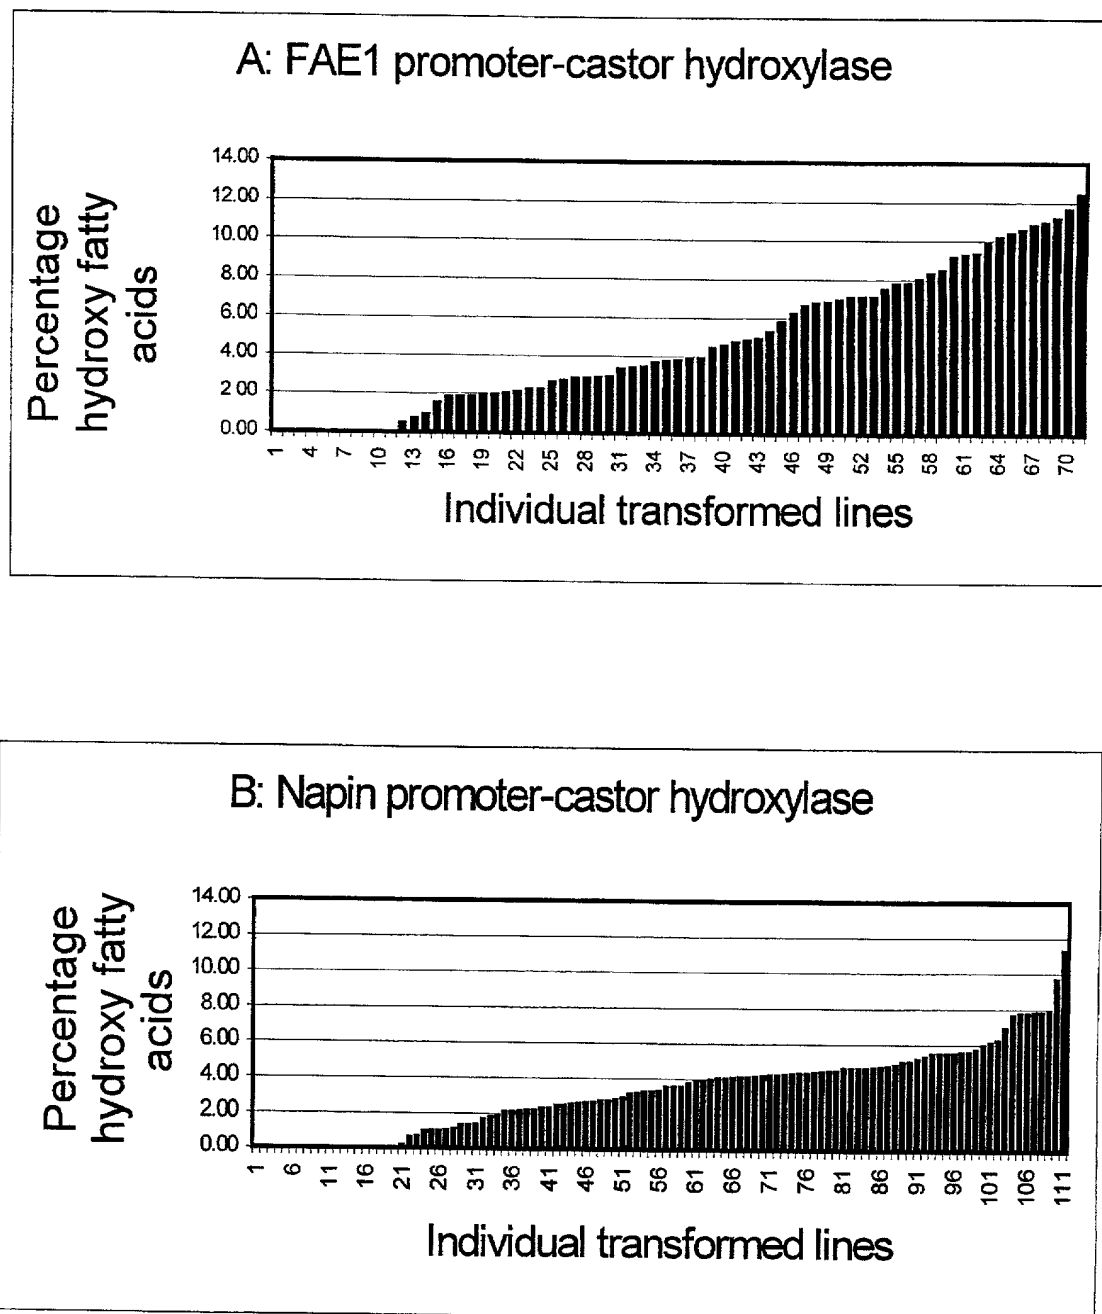 A: FAE1 promoter-castor hydroxylase
Percentage
hydroxy fatty
acids
14.00
12.00
10.00
8.00
6.00
4.00
2.00
0.00
1 4 7 10 13 16 19 22 25 28 31 34 37 40 43 46 49 52 55 58 61 64 67 70
Individual transformed lines
B: Napin promoter-castor hydroxylase
Percentage
hydroxy fatty
acids
14.00
12.00
10.00
8.00
6.00
4.00
2.00
0.00
1 6 11 16 21 26 31 36 41 46 51 56 61 66 71 76 81 86 91 96 101 106 111
Individual transformed lines